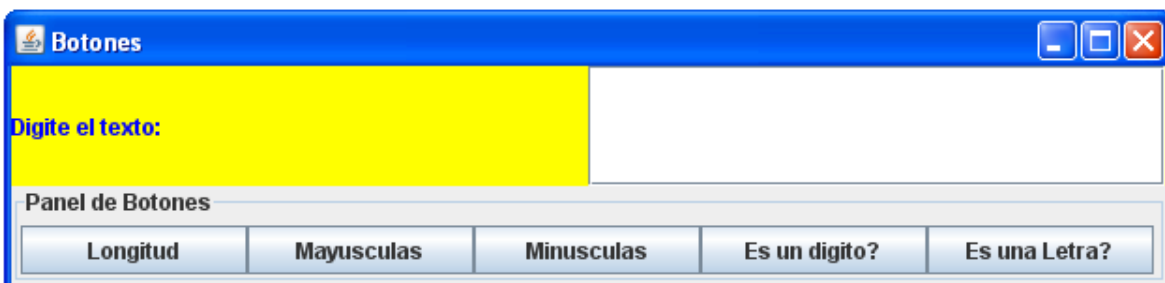 Botones
Digite el texto:
Panel de Botones
Longitud Mayusculas Minusculas Es un digito? Es una Letra?